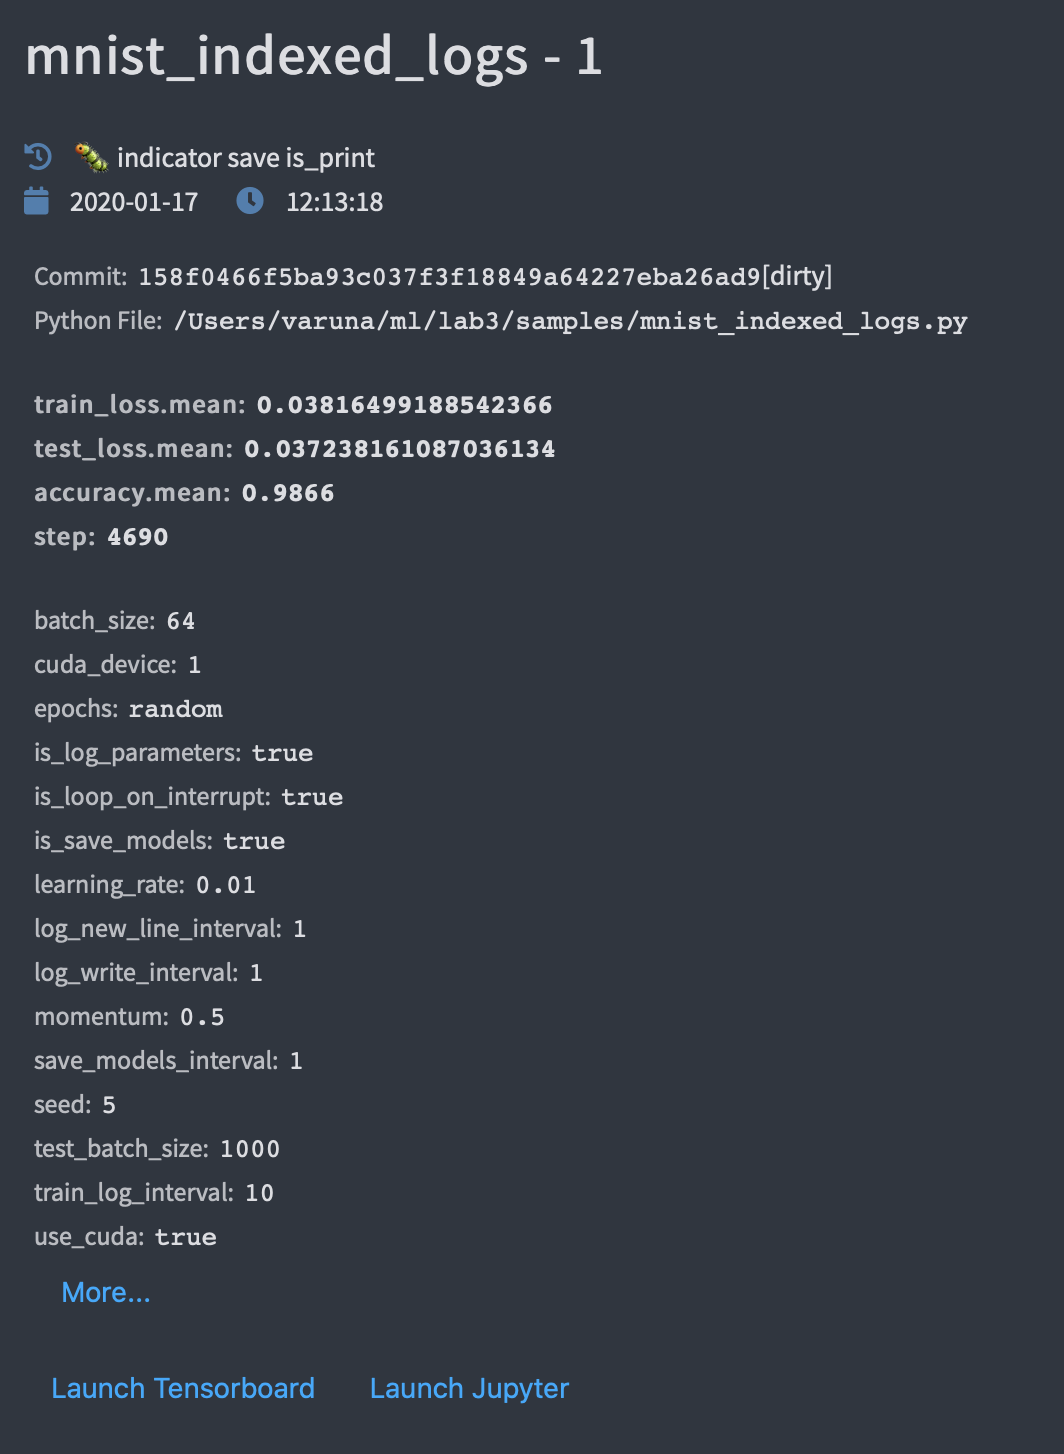 mnist_indexed_logs - 1
indicator save is_print
2020-01-17 12:13:18
Commit: 158f0466f5ba93c037f3f18849a64227eba26ad9[dirty]
Python File: /Users/varuna/ml/lab3/samples/mnist_indexed_logs.py
train_loss.mean: 0.03816499188542366
test_loss.mean: 0.037238161087036134
accuracy.mean: 0.9866
step: 4690
batch_size: 64
cuda_device: 1
epochs: random
is_log_parameters: true
is_loop_on_interrupt: true
is_save_models: true
learning_rate: 0.01
log_new_line_interval: 1
log_write_interval: 1
momentum: 0.5
save_models_interval: 1
seed: 5
test_batch_size: 1000
train_log_interval: 10
use_cuda: true
More...
Launch Tensorboard Launch Jupyter